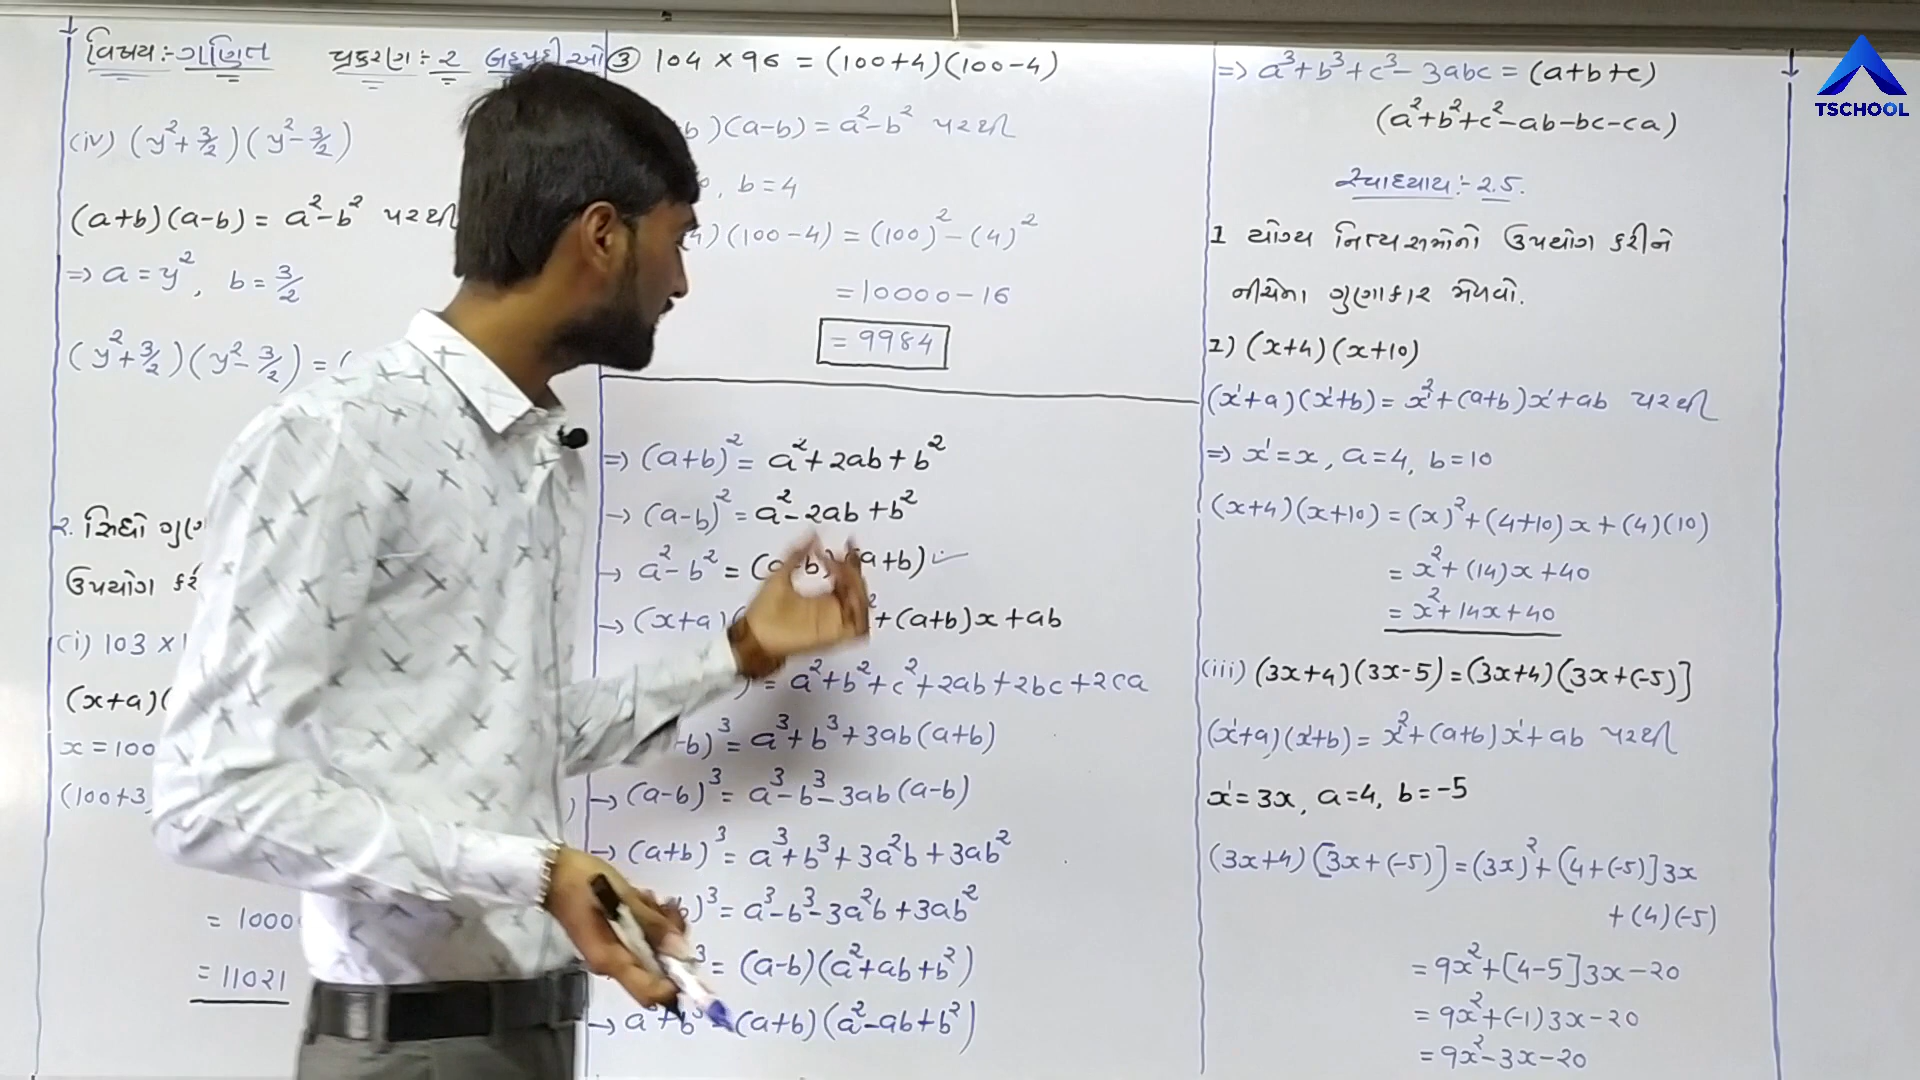 વિષય:- ગણિત પ્રકરણ:- ૨ બહુપદીઓ
(iv) (y²+3/2)(y²-3/2)
(a+b)(a-b) = a²-b² પરથી
=> a = y², b = 3/2
(y²+3/2)(y²-3/2) = (
૨. સિધો
ઉપયોગ
(i) 103 ×
(x+a)(
x = 100
(100+3
= 1000
= 11021
③ 104 × 96 = (100+4)(100-4)
b)(a-b) = a²-b² પરથી
, b = 4
4)(100-4) = (100)²-(4)²
= 10000-16
= 9984
=> (a+b)² = a²+2ab+b²
→ (a-b)² = a²-2ab+b²
→ a²-b² = (a-b)(a+b) ✓
→ (x+a)( ²+(a+b)x+ab
) = a²+b²+c²+2ab+2bc+2ca
-b)³ = a³+b³+3ab(a+b)
→ (a-b)³ = a³-b³-3ab(a-b)
→ (a+b)³ = a³+b³+3a²b+3ab²
b)³ = a³-b³-3a²b+3ab²
³ = (a-b)(a²+ab+b²)
→ a³+b³ = (a+b)(a²-ab+b²)
=> a³+b³+c³-3abc = (a+b+c)
(a²+b²+c²-ab-bc-ca)
સ્વાધ્યાય:- 2.5.
1 યોગ્ય નિત્યસમોનો ઉપયોગ કરીને
નીચેના ગુણાકાર મેળવો.
1) (x+4)(x+10)
(x'+a)(x'+b) = x'²+(a+b)x'+ab પરથી
=> x' = x, a=4, b=10
(x+4)(x+10) = (x)²+(4+10)x+(4)(10)
= x²+(14)x+40
= x²+14x+40
(iii) (3x+4)(3x-5) = (3x+4)[3x+(-5)]
(x'+a)(x'+b) = x'²+(a+b)x'+ab પરથી
x' = 3x, a=4, b=-5
(3x+4)[3x+(-5)] = (3x)²+[4+(-5)]3x
+(4)(-5)
= 9x²+[4-5]3x-20
= 9x²+(-1)3x-20
= 9x²-3x-20
TSCHOOL